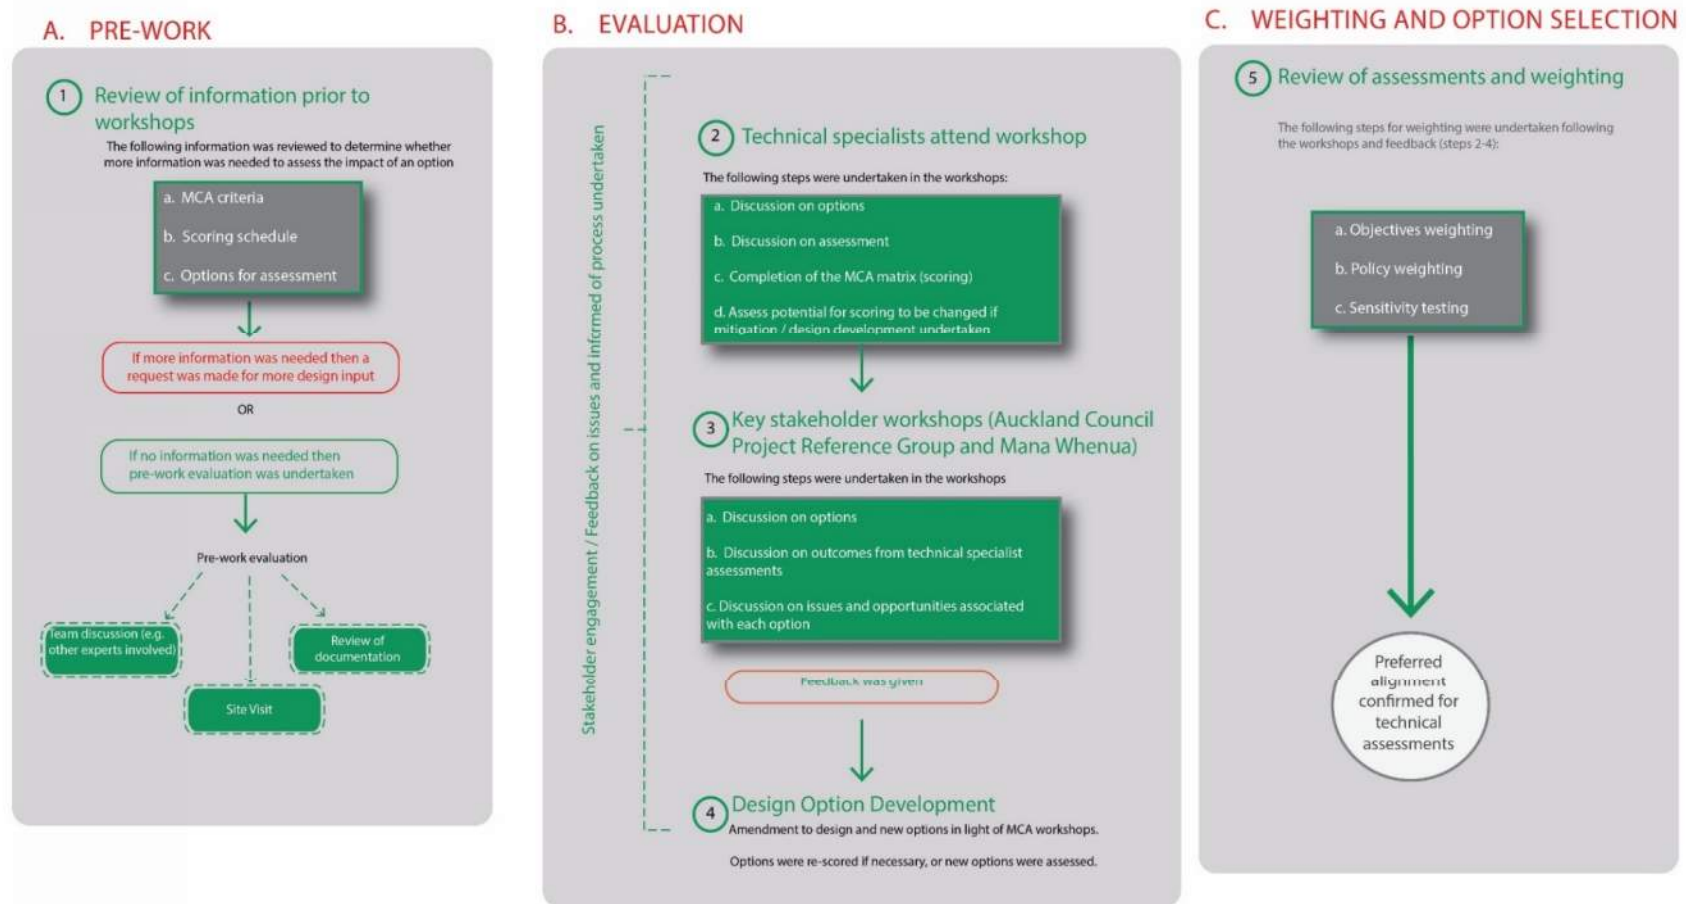 A. PRE-WORK
1 Review of information prior to
workshops
The following information was reviewed to determine whether
more information was needed to assess the impact of an option
a. MCA criteria
b. Scoring schedule
c. Options for assessment
If more information was needed then a
request was made for more design input
OR
If no information was needed then
pre-work evaluation was undertaken
Pre-work evaluation
Team discussion (e.g.
other experts involved)
Review of
documentation
Site Visit
B. EVALUATION
Stakeholder engagement / Feedback on issues and informed of process undertaken
2 Technical specialists attend workshop
The following steps were undertaken in the workshops:
a. Discussion on options
b. Discussion on assessment
c. Completion of the MCA matrix (scoring)
d. Assess potential for scoring to be changed if
mitigation / design development undertaken
3 Key stakeholder workshops (Auckland Council
Project Reference Group and Mana Whenua)
The following steps were undertaken in the workshops
a. Discussion on options
b. Discussion on outcomes from technical specialist
assessments
c. Discussion on issues and opportunities associated
with each option
Feedback was given
4 Design Option Development
Amendment to design and new options in light of MCA workshops.
Options were re-scored if necessary, or new options were assessed.
C. WEIGHTING AND OPTION SELECTION
5 Review of assessments and weighting
The following steps for weighting were undertaken following
the workshops and feedback (steps 2-4):
a. Objectives weighting
b. Policy weighting
c. Sensitivity testing
Preferred
alignment
confirmed for
technical
assessments